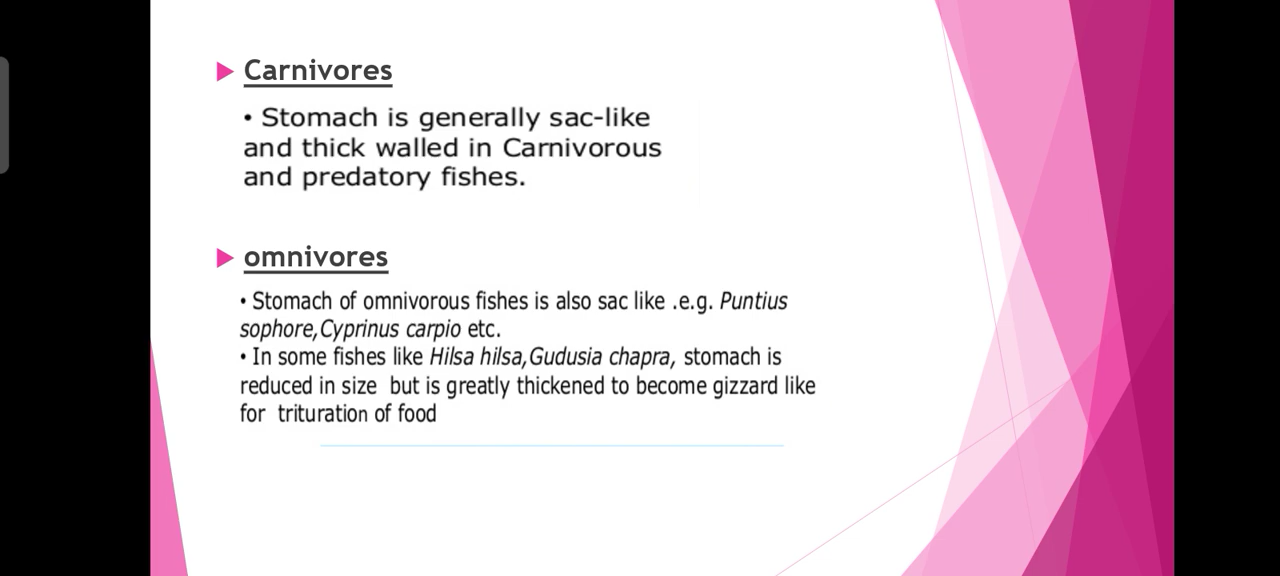 Carnivores
• Stomach is generally sac-like
and thick walled in Carnivorous
and predatory fishes.
omnivores
• Stomach of omnivorous fishes is also sac like .e.g. Puntius
sophore,Cyprinus carpio etc.
• In some fishes like Hilsa hilsa,Gudusia chapra, stomach is
reduced in size but is greatly thickened to become gizzard like
for trituration of food